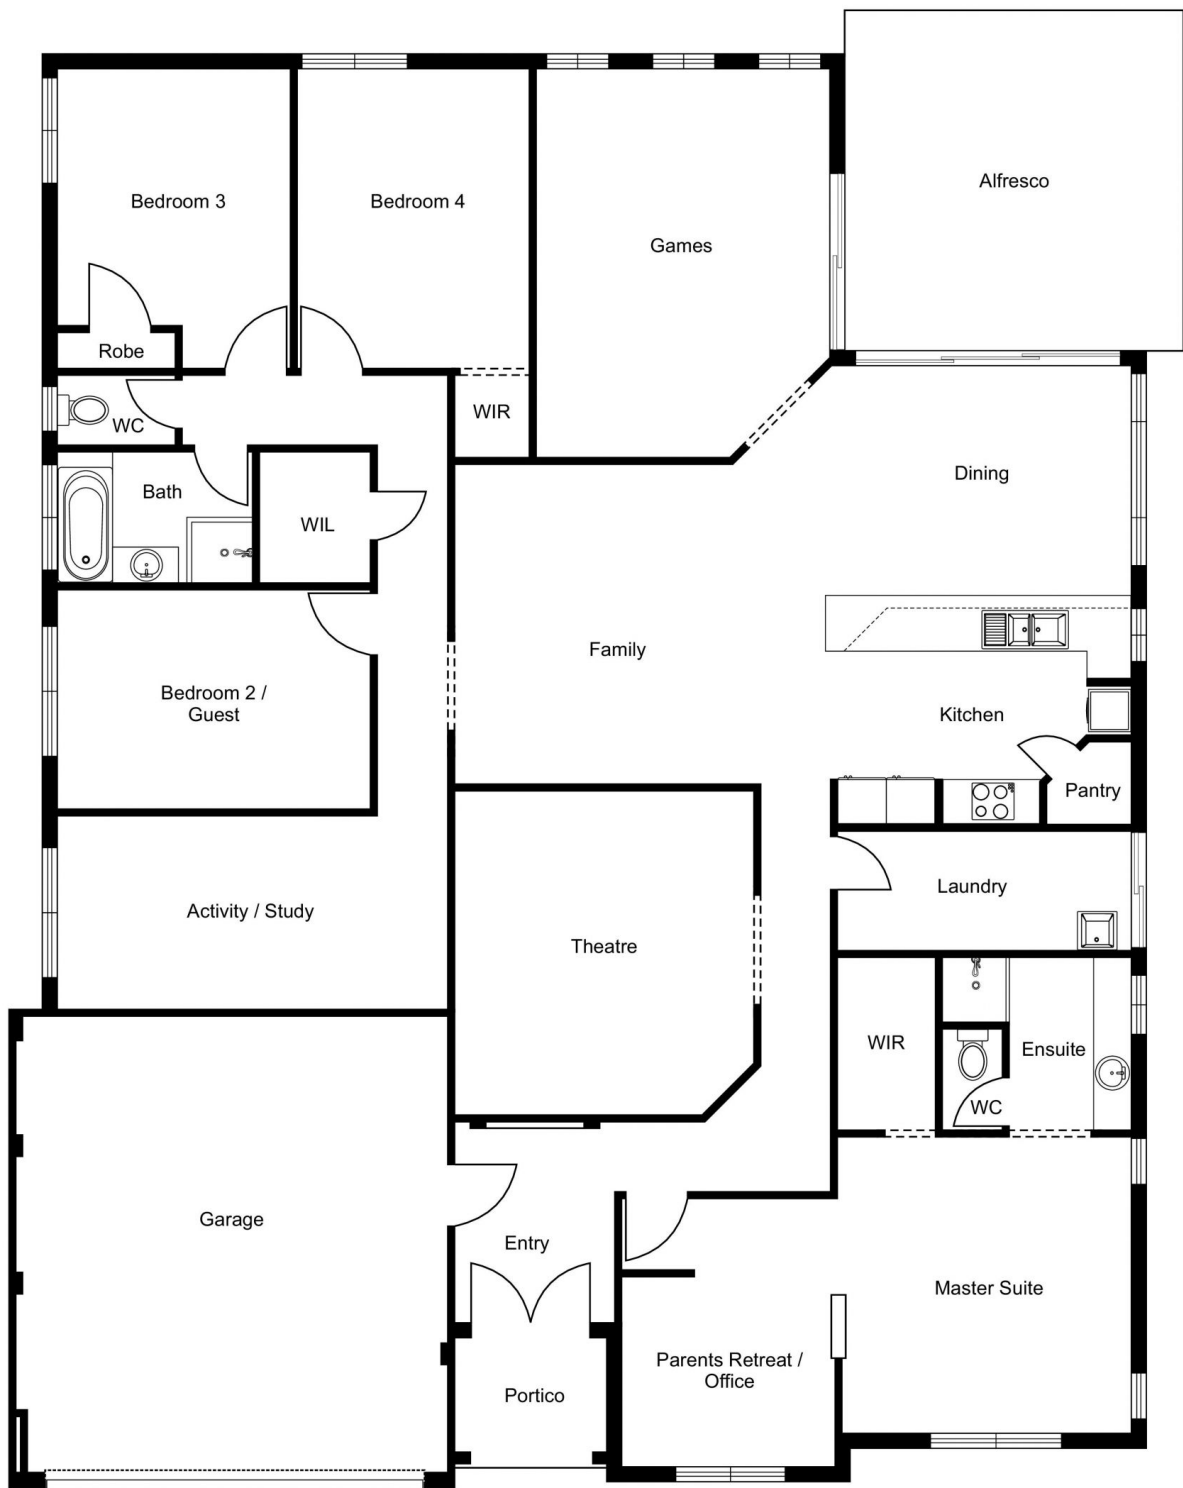 Alfresco
Bedroom 3
Bedroom 4
Games
Robe
WC
WIR
Dining
Bath
WIL
Family
Bedroom 2 /
Guest
Kitchen
Pantry
Laundry
Activity / Study
Theatre
WIR
Ensuite
WC
Garage
Entry
Master Suite
Parents Retreat /
Office
Portico